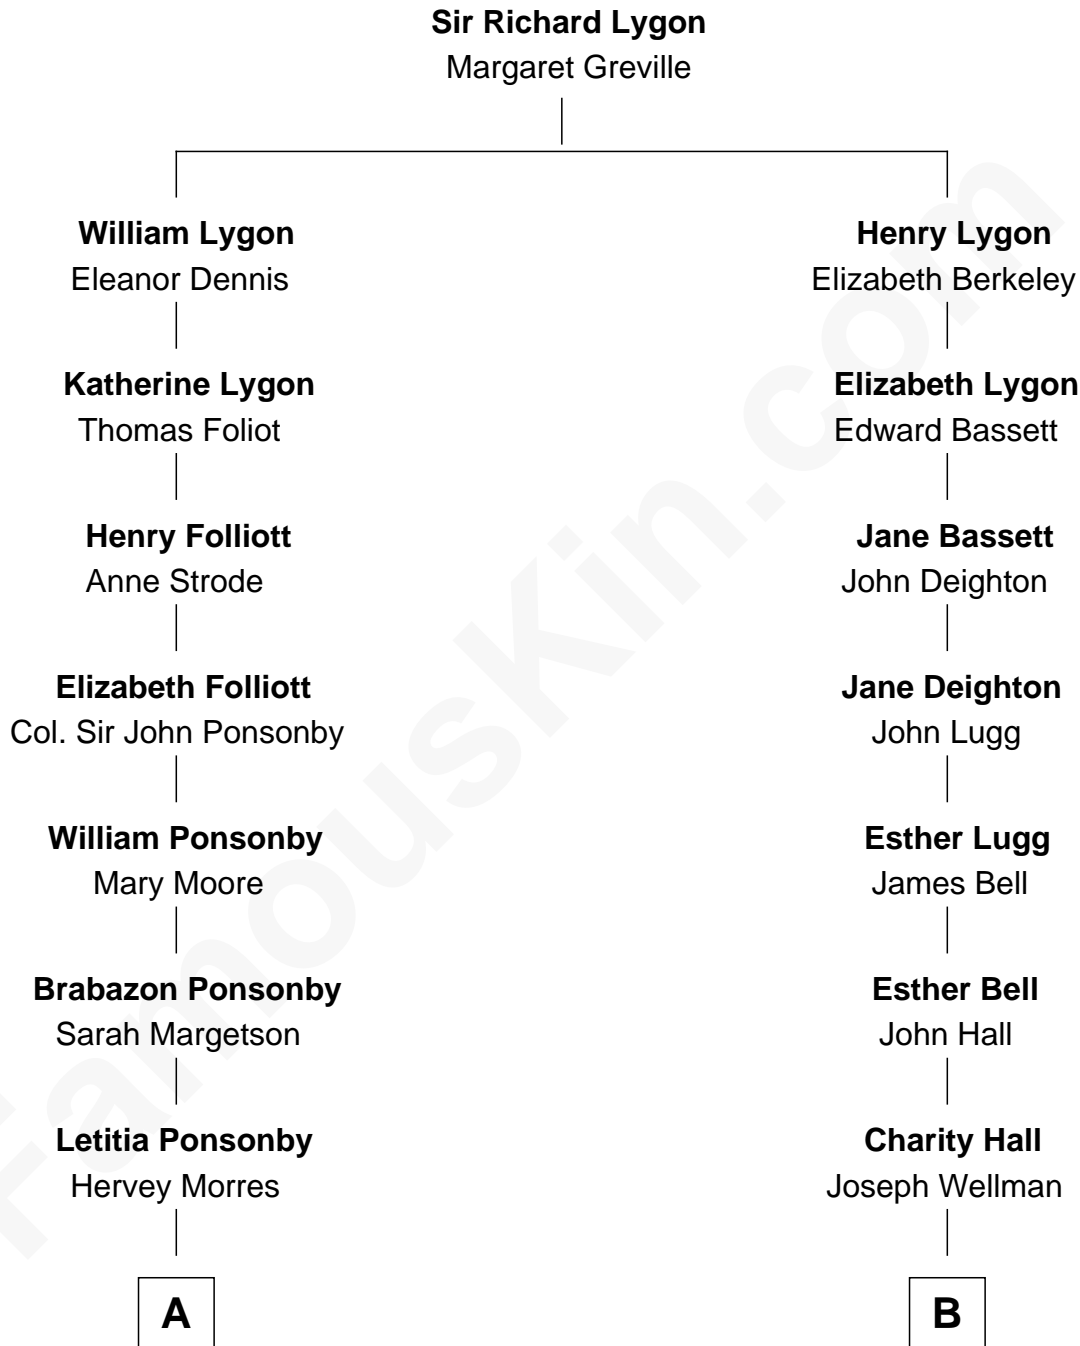 Sir Richard Lygon
Margaret Greville
William Lygon
Eleanor Dennis
Henry Lygon
Elizabeth Berkeley
Katherine Lygon
Thomas Foliot
Elizabeth Lygon
Edward Bassett
Henry Folliott
Anne Strode
Jane Bassett
John Deighton
Elizabeth Folliott
Col. Sir John Ponsonby
Jane Deighton
John Lugg
William Ponsonby
Mary Moore
Esther Lugg
James Bell
Brabazon Ponsonby
Sarah Margetson
Esther Bell
John Hall
Letitia Ponsonby
Hervey Morres
Charity Hall
Joseph Wellman
A
B
FamousKin.com